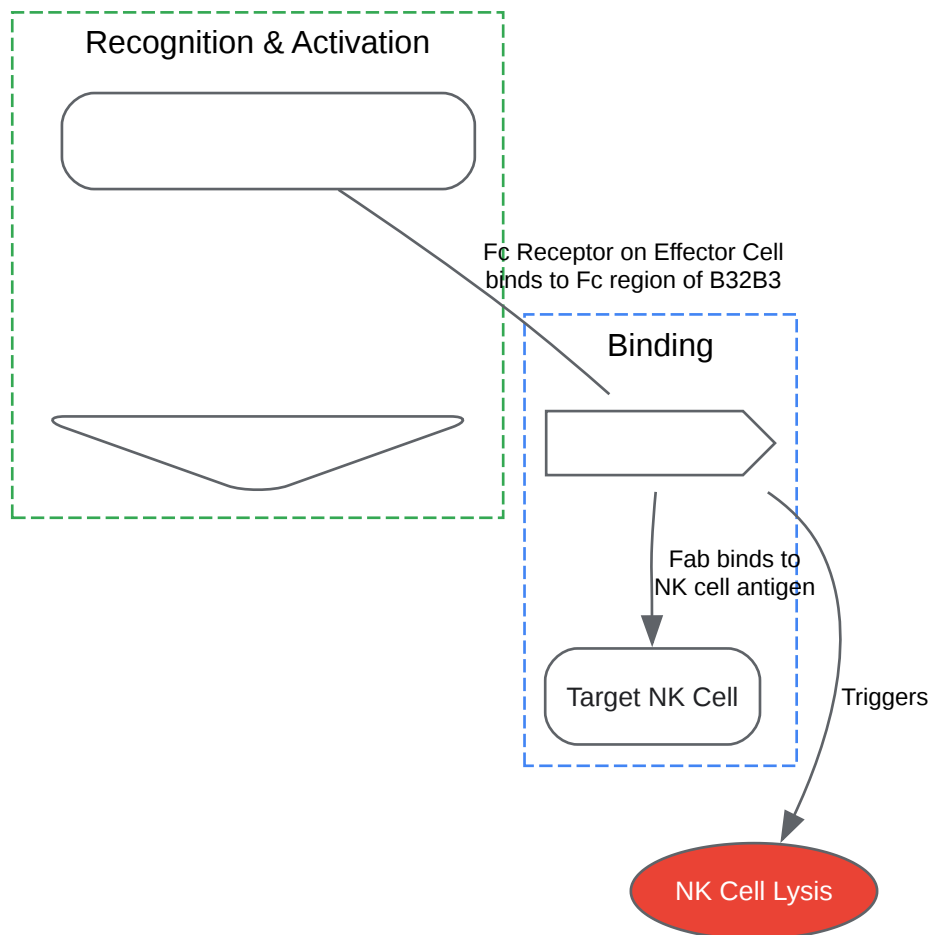 Recognition & Activation
Fc Receptor on Effector Cell
binds to Fc region of B32B3
Binding
Fab binds to
NK cell antigen
Target NK Cell
Triggers
NK Cell Lysis